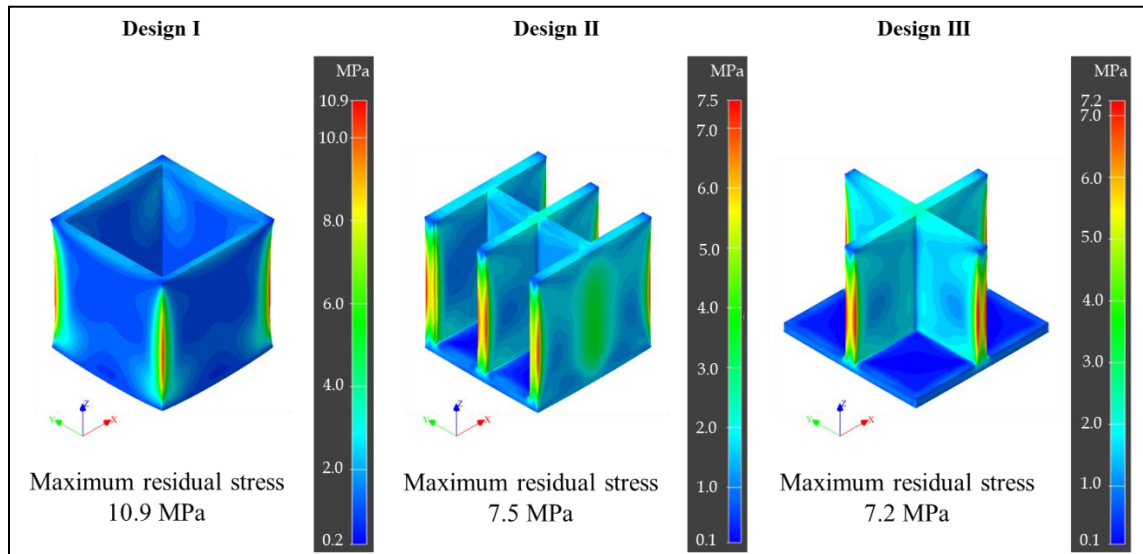 Design I
Design II
Design III
MPa
10.9
10.0
8.0
6.0
4.0
2.0
0.2
MPa
7.5
7.0
6.0
5.0
4.0
3.0
2.0
1.0
0.1
MPa
7.2
7.0
6.0
5.0
4.0
3.0
2.0
1.0
0.1
Z
Y
X
Z
Y
X
Z
Y
X
Maximum residual stress
10.9 MPa
Maximum residual stress
7.5 MPa
Maximum residual stress
7.2 MPa